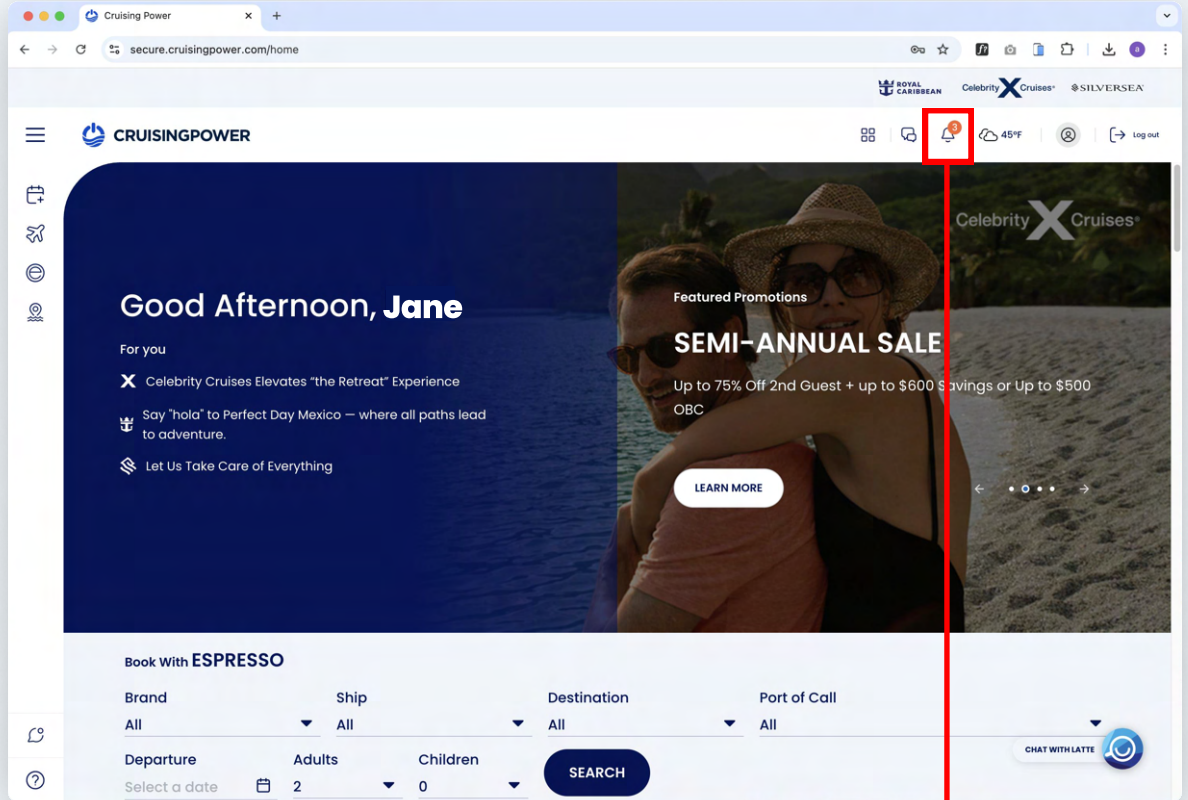 Cruising Power
secure.cruisingpower.com/home
a
ROYAL
CARIBBEAN
Celebrity X Cruises®
SILVERSEA
CRUISINGPOWER
3
45°F
Log out
Celebrity X Cruises®
Good Afternoon, Jane
For you
Celebrity Cruises Elevates “the Retreat” Experience
Say "hola" to Perfect Day Mexico — where all paths lead
to adventure.
Let Us Take Care of Everything
Featured Promotions
SEMI-ANNUAL SALE
Up to 75% Off 2nd Guest + up to $600 Savings or Up to $500
OBC
LEARN MORE
Book With ESPRESSO
Brand Ship Destination Port of Call
All All All All
CHAT WITH LATTE
Departure Adults Children
Select a date 2 0
SEARCH